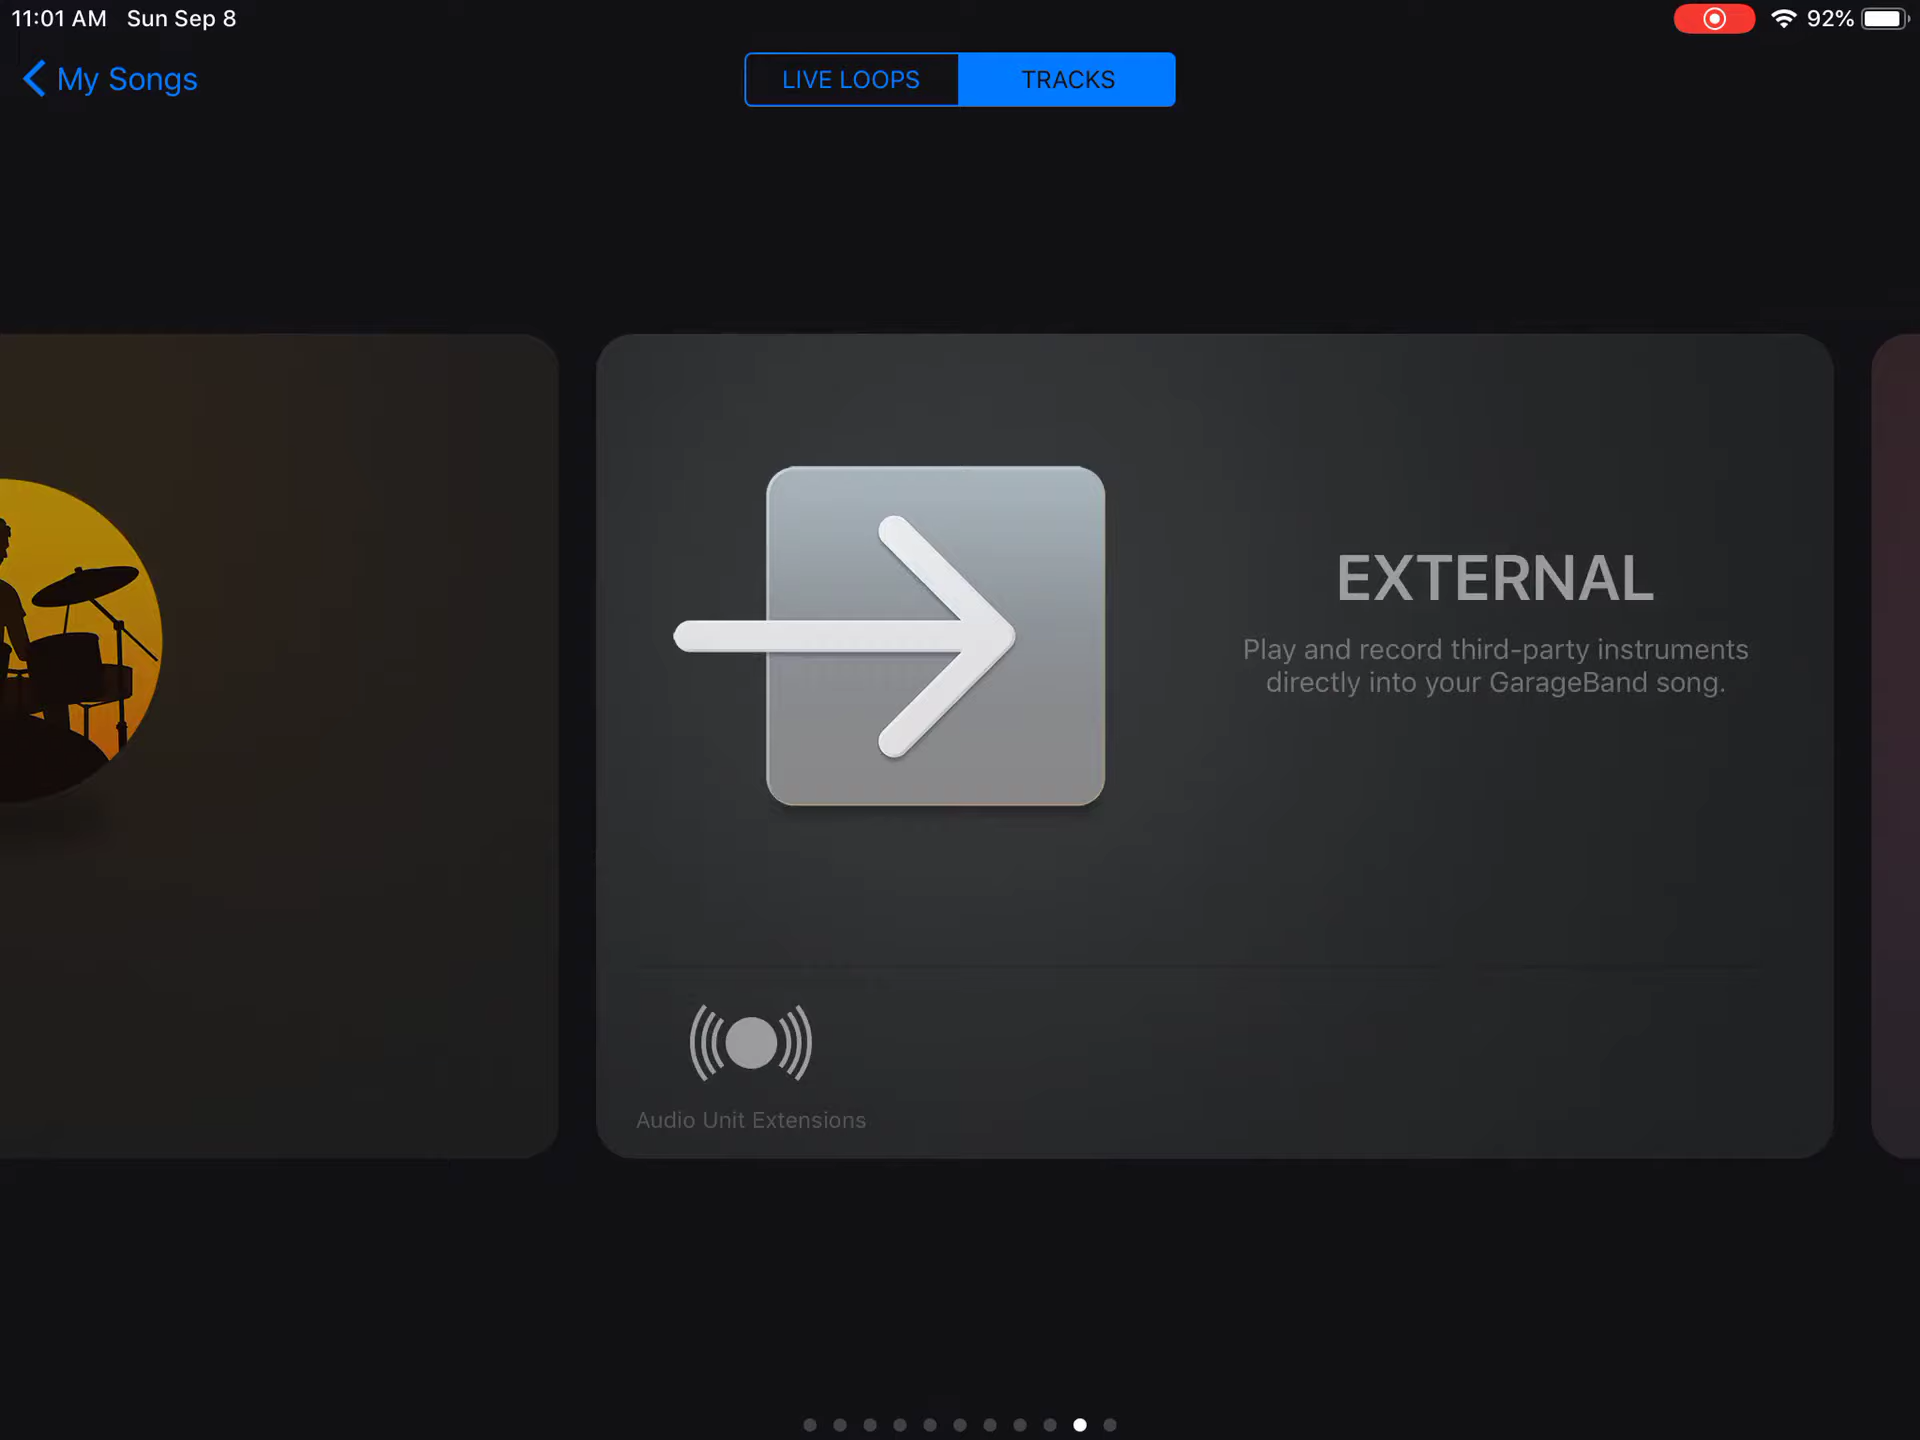 11:01 AM Sun Sep 8
92%
My Songs
LIVE LOOPS
TRACKS
EXTERNAL
Play and record third-party instruments
directly into your GarageBand song.
Audio Unit Extensions